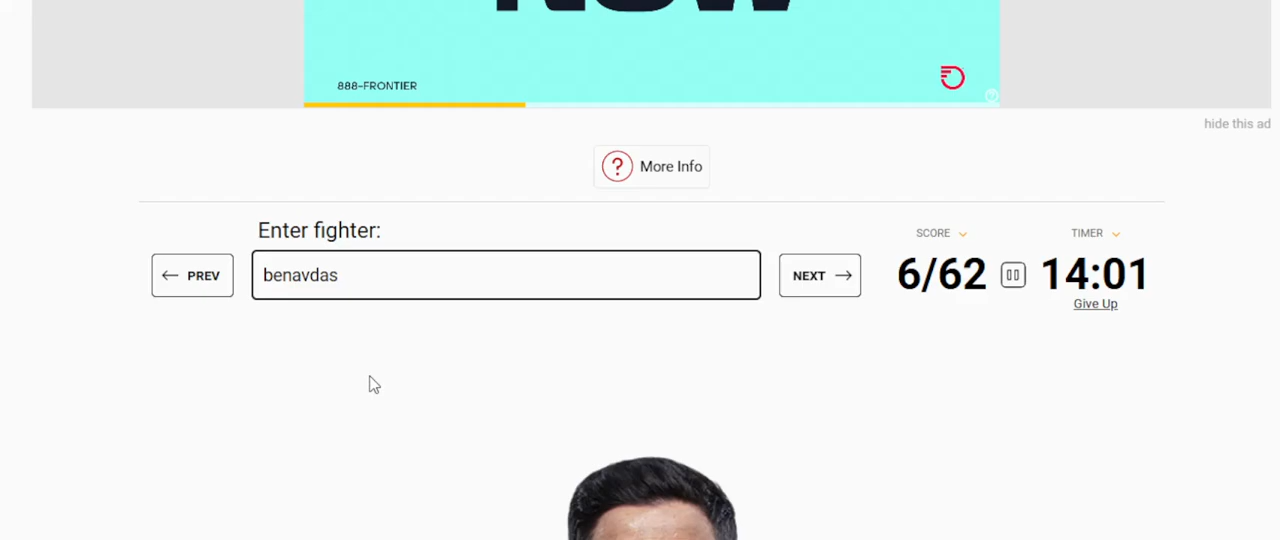 888-FRONTIER
hide this ad
More Info
Enter fighter:
← PREV
benavdas
NEXT →
SCORE
6/62
TIMER
14:01
Give Up